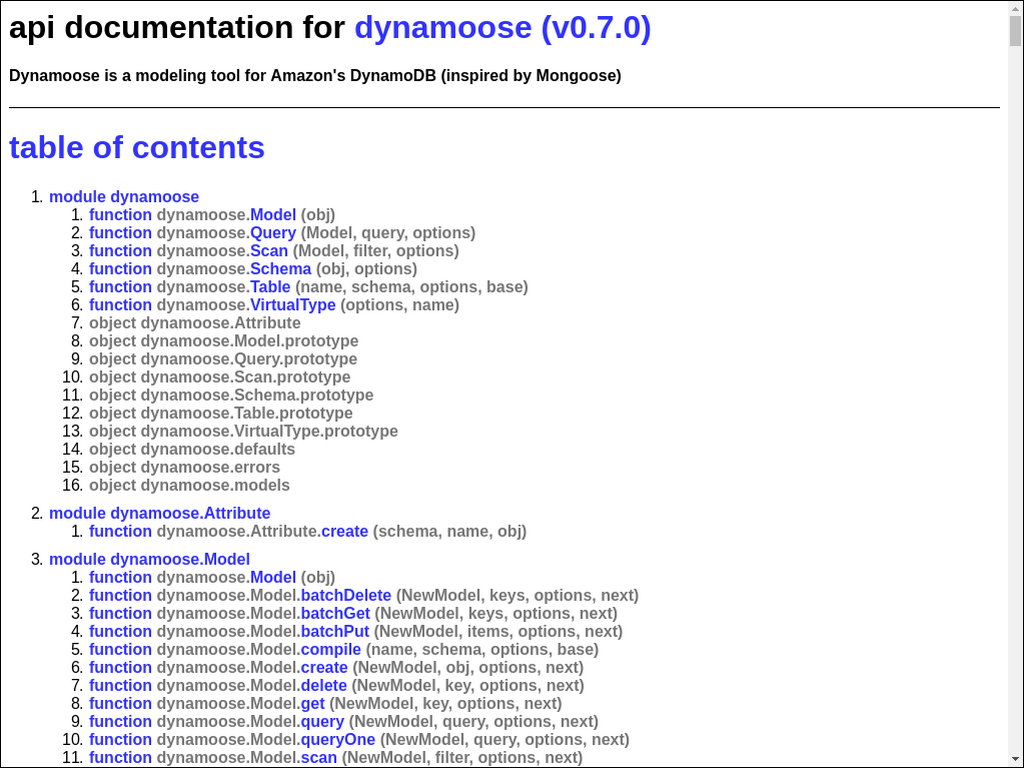 api documentation for dynamoose (v0.7.0)
Dynamoose is a modeling tool for Amazon's DynamoDB (inspired by Mongoose)
table of contents
1. module dynamoose
1. function dynamoose.Model (obj)
2. function dynamoose.Query (Model, query, options)
3. function dynamoose.Scan (Model, filter, options)
4. function dynamoose.Schema (obj, options)
5. function dynamoose.Table (name, schema, options, base)
6. function dynamoose.VirtualType (options, name)
7. object dynamoose.Attribute
8. object dynamoose.Model.prototype
9. object dynamoose.Query.prototype
10. object dynamoose.Scan.prototype
11. object dynamoose.Schema.prototype
12. object dynamoose.Table.prototype
13. object dynamoose.VirtualType.prototype
14. object dynamoose.defaults
15. object dynamoose.errors
16. object dynamoose.models
2. module dynamoose.Attribute
1. function dynamoose.Attribute.create (schema, name, obj)
3. module dynamoose.Model
1. function dynamoose.Model (obj)
2. function dynamoose.Model.batchDelete (NewModel, keys, options, next)
3. function dynamoose.Model.batchGet (NewModel, keys, options, next)
4. function dynamoose.Model.batchPut (NewModel, items, options, next)
5. function dynamoose.Model.compile (name, schema, options, base)
6. function dynamoose.Model.create (NewModel, obj, options, next)
7. function dynamoose.Model.delete (NewModel, key, options, next)
8. function dynamoose.Model.get (NewModel, key, options, next)
9. function dynamoose.Model.query (NewModel, query, options, next)
10. function dynamoose.Model.queryOne (NewModel, query, options, next)
11. function dynamoose.Model.scan (NewModel, filter, options, next)